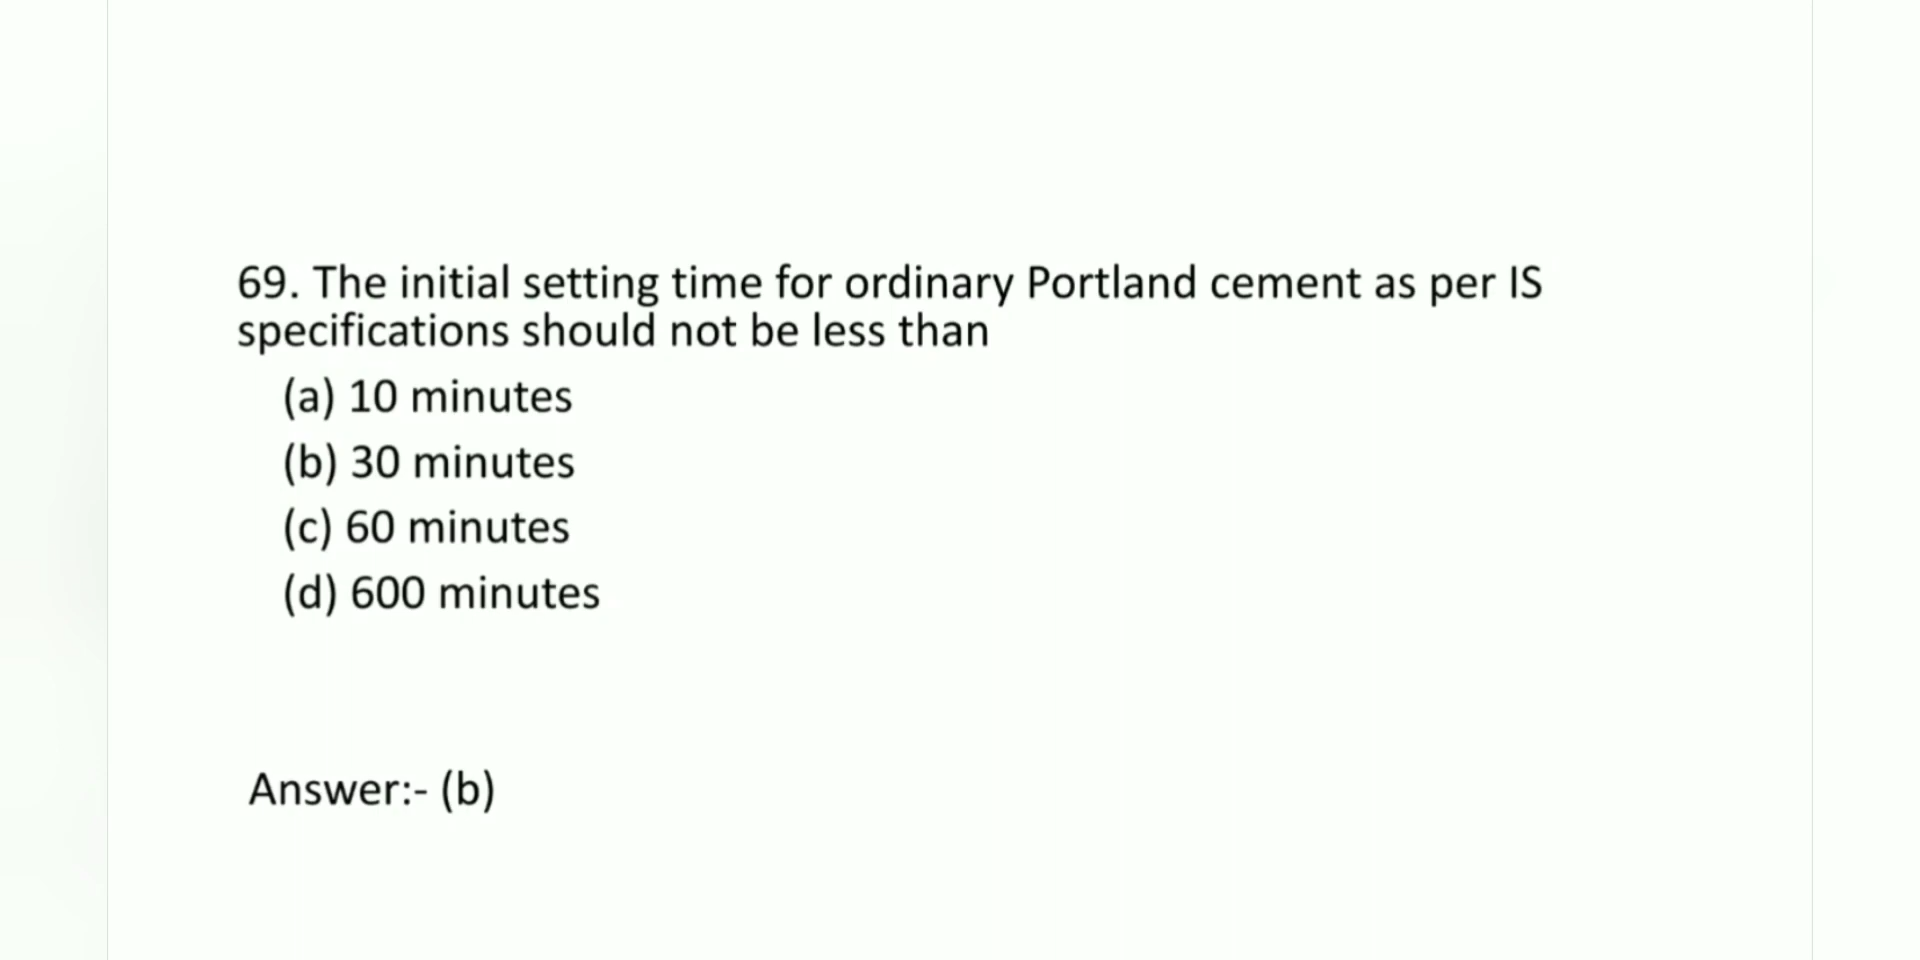 69. The initial setting time for ordinary Portland cement as per IS
specifications should not be less than
(a) 10 minutes
(b) 30 minutes
(c) 60 minutes
(d) 600 minutes
Answer:- (b)